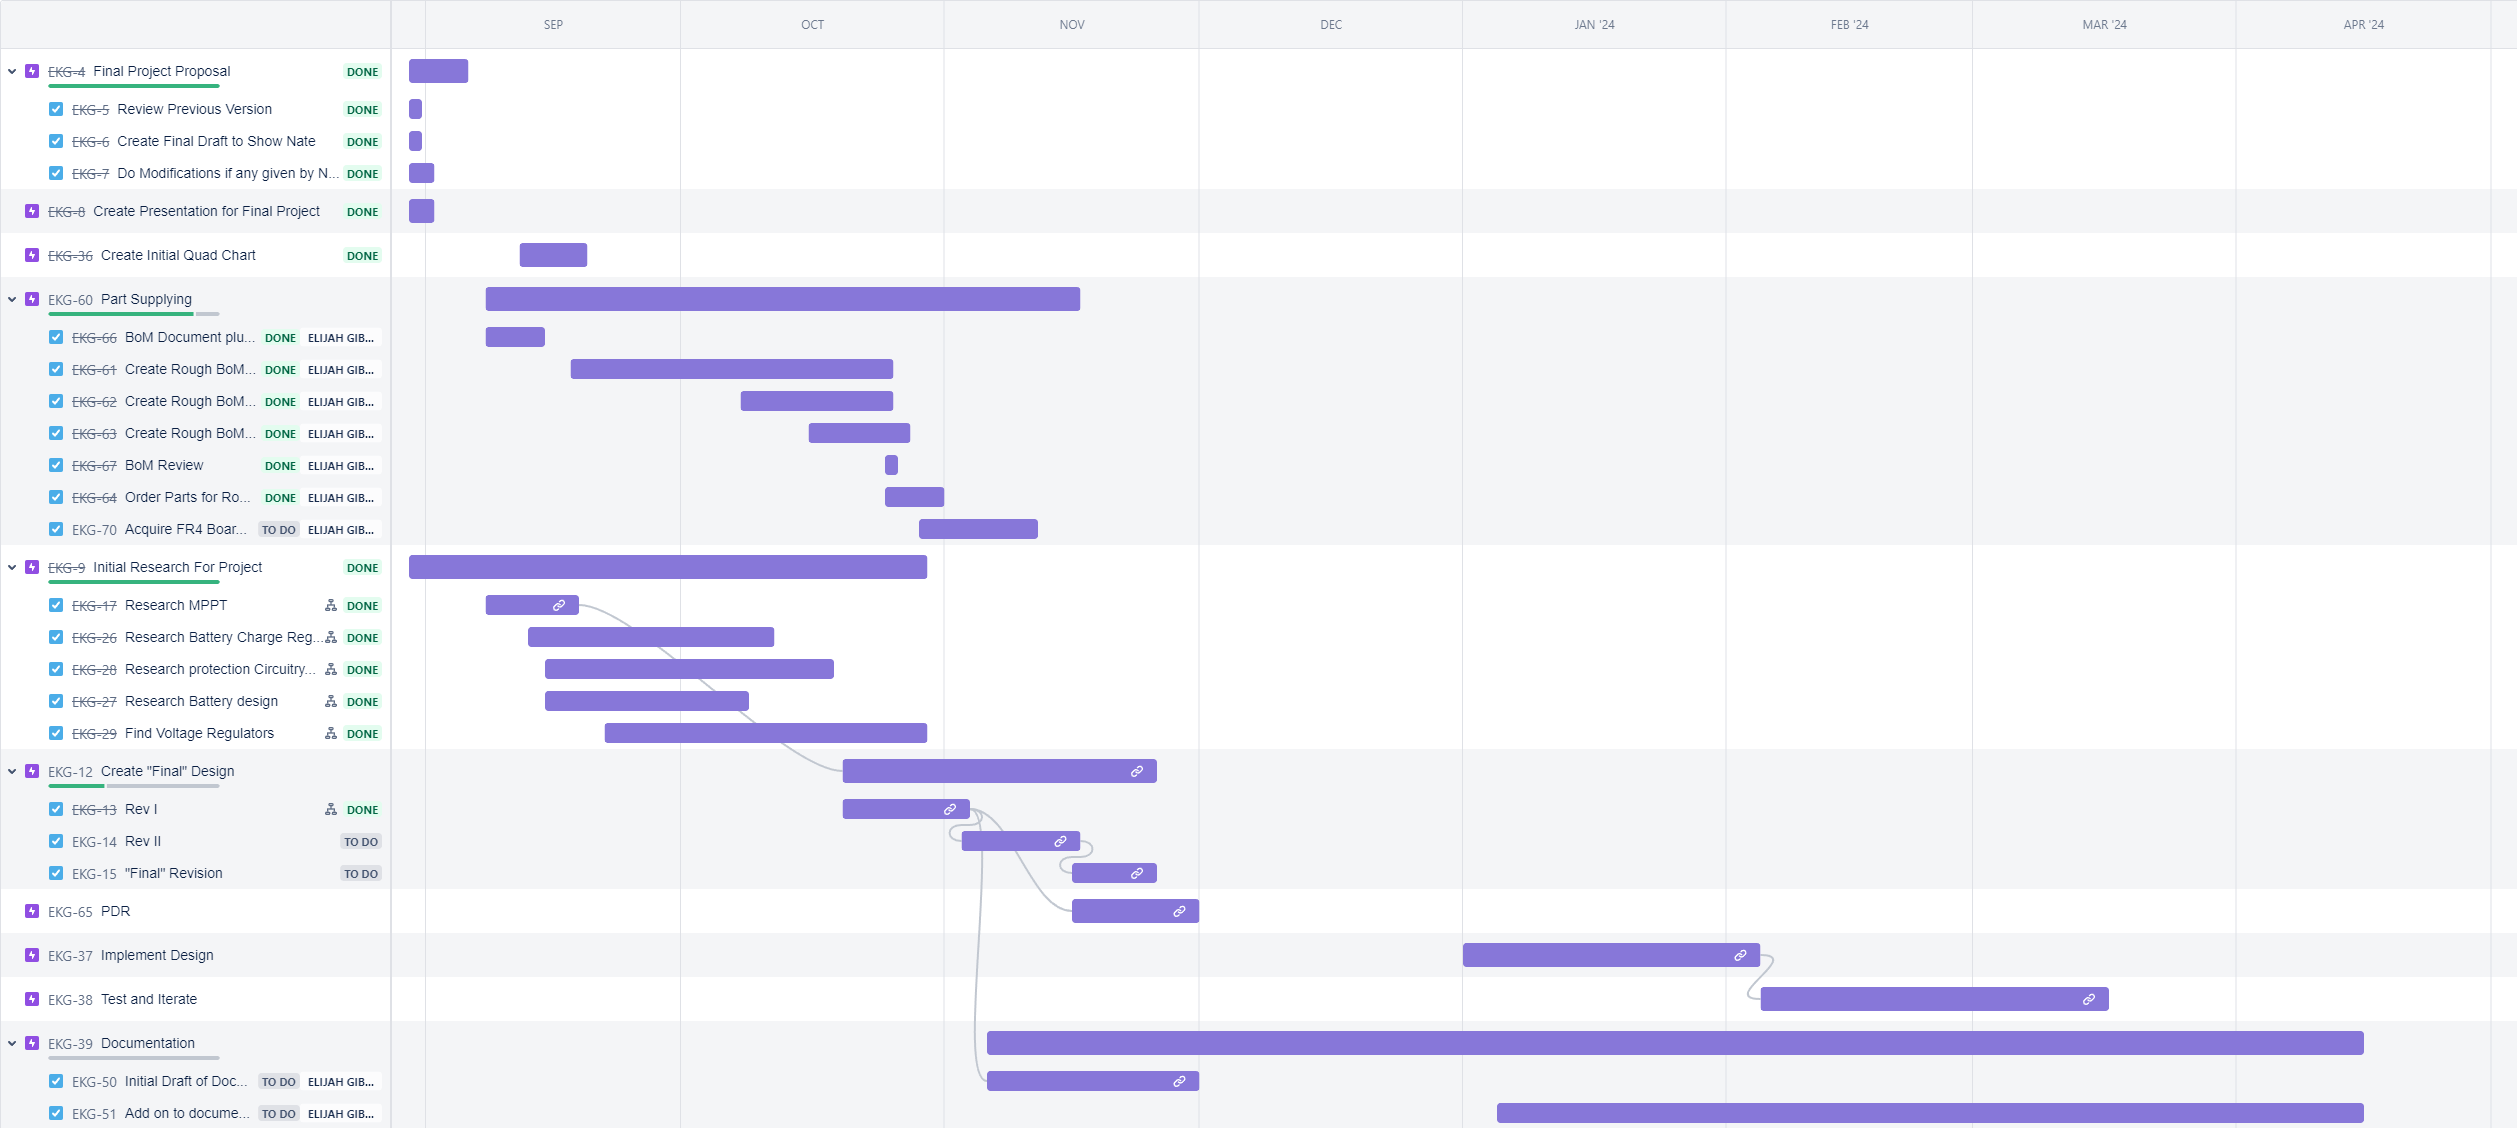 SEP OCT NOV DEC JAN '24 FEB '24 MAR '24 APR '24
EKG-4 Final Project Proposal DONE
EKG-5 Review Previous Version DONE
EKG-6 Create Final Draft to Show Nate DONE
EKG-7 Do Modifications if any given by N... DONE
EKG-8 Create Presentation for Final Project DONE
EKG-36 Create Initial Quad Chart DONE
EKG-60 Part Supplying
EKG-66 BoM Document plu... DONE ELIJAH GIB...
EKG-61 Create Rough BoM... DONE ELIJAH GIB...
EKG-62 Create Rough BoM... DONE ELIJAH GIB...
EKG-63 Create Rough BoM... DONE ELIJAH GIB...
EKG-67 BoM Review DONE ELIJAH GIB...
EKG-64 Order Parts for Ro... DONE ELIJAH GIB...
EKG-70 Acquire FR4 Boar... TO DO ELIJAH GIB...
EKG-9 Initial Research For Project DONE
EKG-17 Research MPPT DONE
EKG-26 Research Battery Charge Reg... DONE
EKG-28 Research protection Circuitry... DONE
EKG-27 Research Battery design DONE
EKG-29 Find Voltage Regulators DONE
EKG-12 Create "Final" Design
EKG-13 Rev I DONE
EKG-14 Rev II TO DO
EKG-15 "Final" Revision TO DO
EKG-65 PDR
EKG-37 Implement Design
EKG-38 Test and Iterate
EKG-39 Documentation
EKG-50 Initial Draft of Doc... TO DO ELIJAH GIB...
EKG-51 Add on to docume... TO DO ELIJAH GIB...